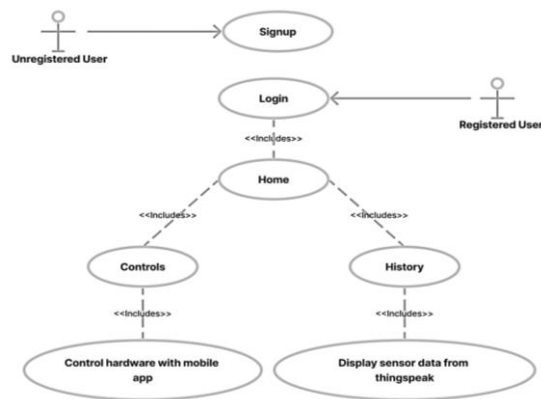 Signup
Unregistered User
Login
Registered User
<<Includes>>
Home
<<Includes>>
<<Includes>>
Controls
History
<<Includes>>
<<Includes>>
Control hardware with mobile
app
Display sensor data from
thingspeak